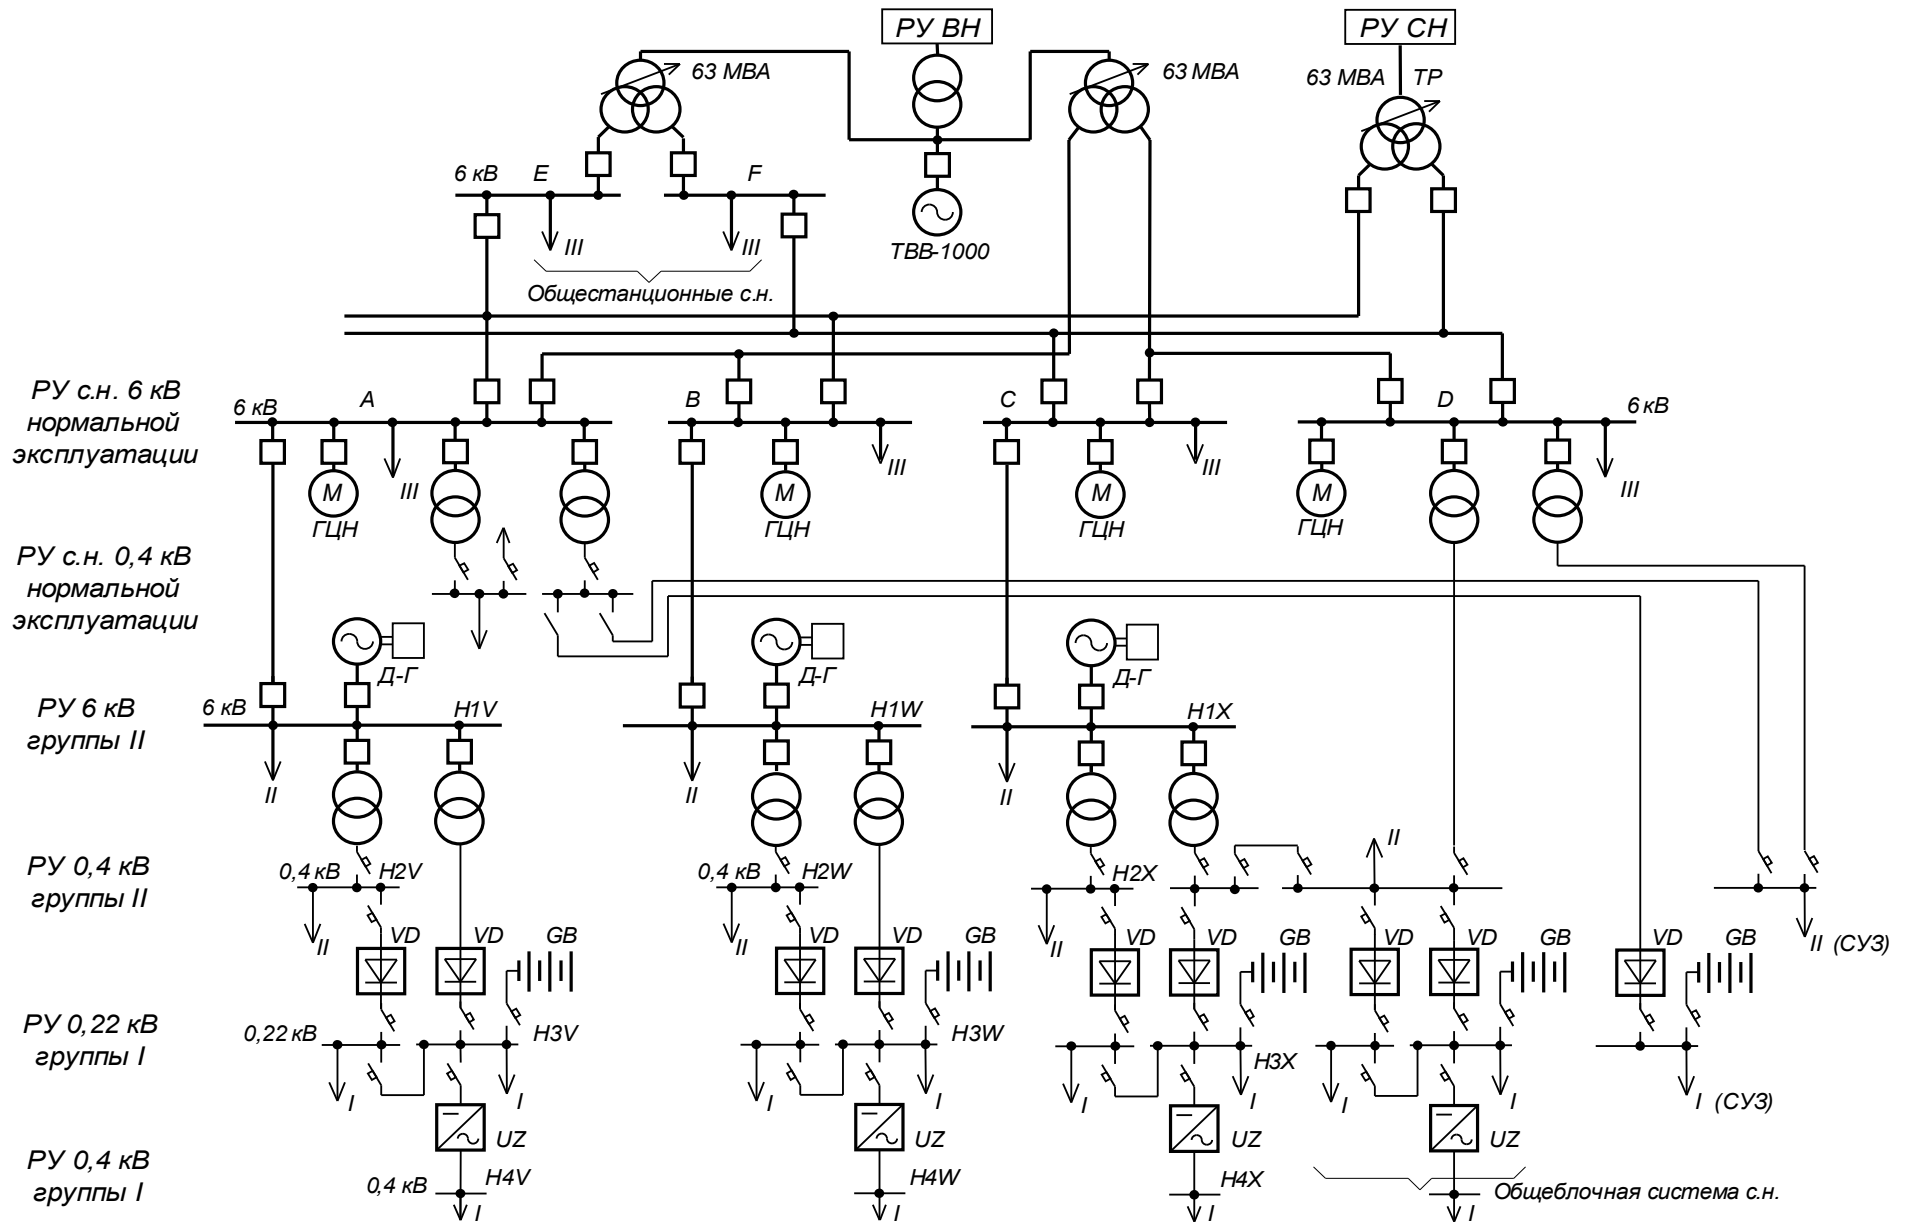 РУ ВН
РУ СН
63 МВА
63 МВА
63 МВА ТР
6 кВ
E
F
III
III
ТВВ-1000
Общестанционные с.н.
РУ с.н. 6 кВ
нормальной
эксплуатации
6 кВ
A
B
C
D
6 кВ
III
III
III
III
М
М
М
М
ГЦН
ГЦН
ГЦН
ГЦН
РУ с.н. 0,4 кВ
нормальной
эксплуатации
Д-Г
Д-Г
Д-Г
РУ 6 кВ
группы II
6 кВ
H1V
H1W
H1X
II
II
II
РУ 0,4 кВ
группы II
0,4 кВ
H2V
0,4 кВ
H2W
H2X
II
II
II
II
II (СУЗ)
VD
VD
GB
VD
VD
GB
VD
VD
GB
VD
VD
GB
VD
GB
РУ 0,22 кВ
группы I
0,22 кВ
H3V
H3W
H3X
I
I
I
I
I
I
I
I
I (СУЗ)
UZ
UZ
UZ
UZ
РУ 0,4 кВ
группы I
0,4 кВ
H4V
H4W
H4X
Общеблочная система с.н.
I
I
I
I